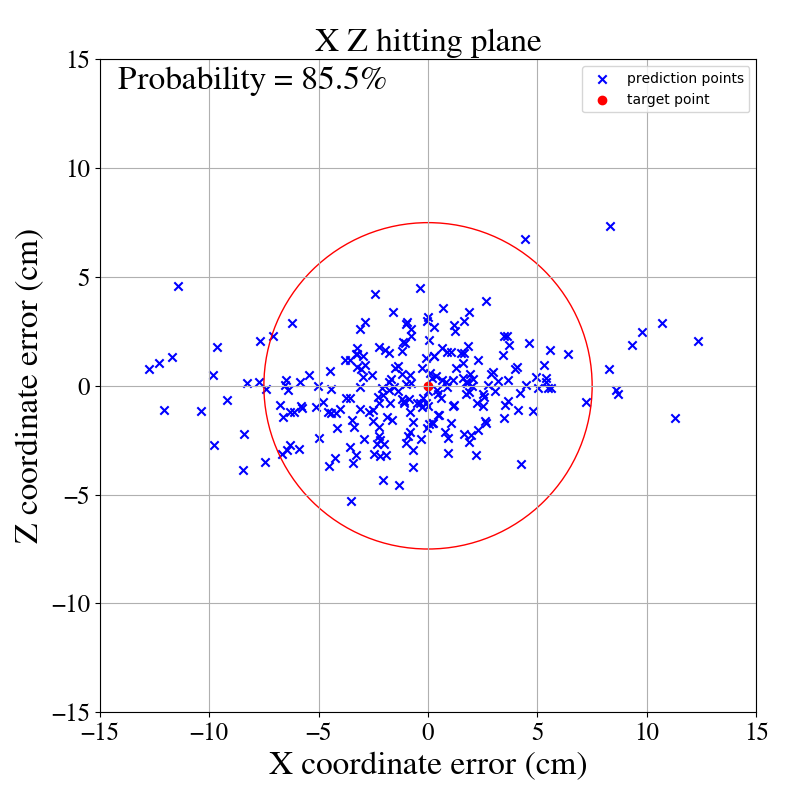 X Z hitting plane
Probability = 85.5%
prediction points
target point
15
10
5
0
−5
−10
−15
Z coordinate error (cm)
−15 −10 −5 0 5 10 15
X coordinate error (cm)